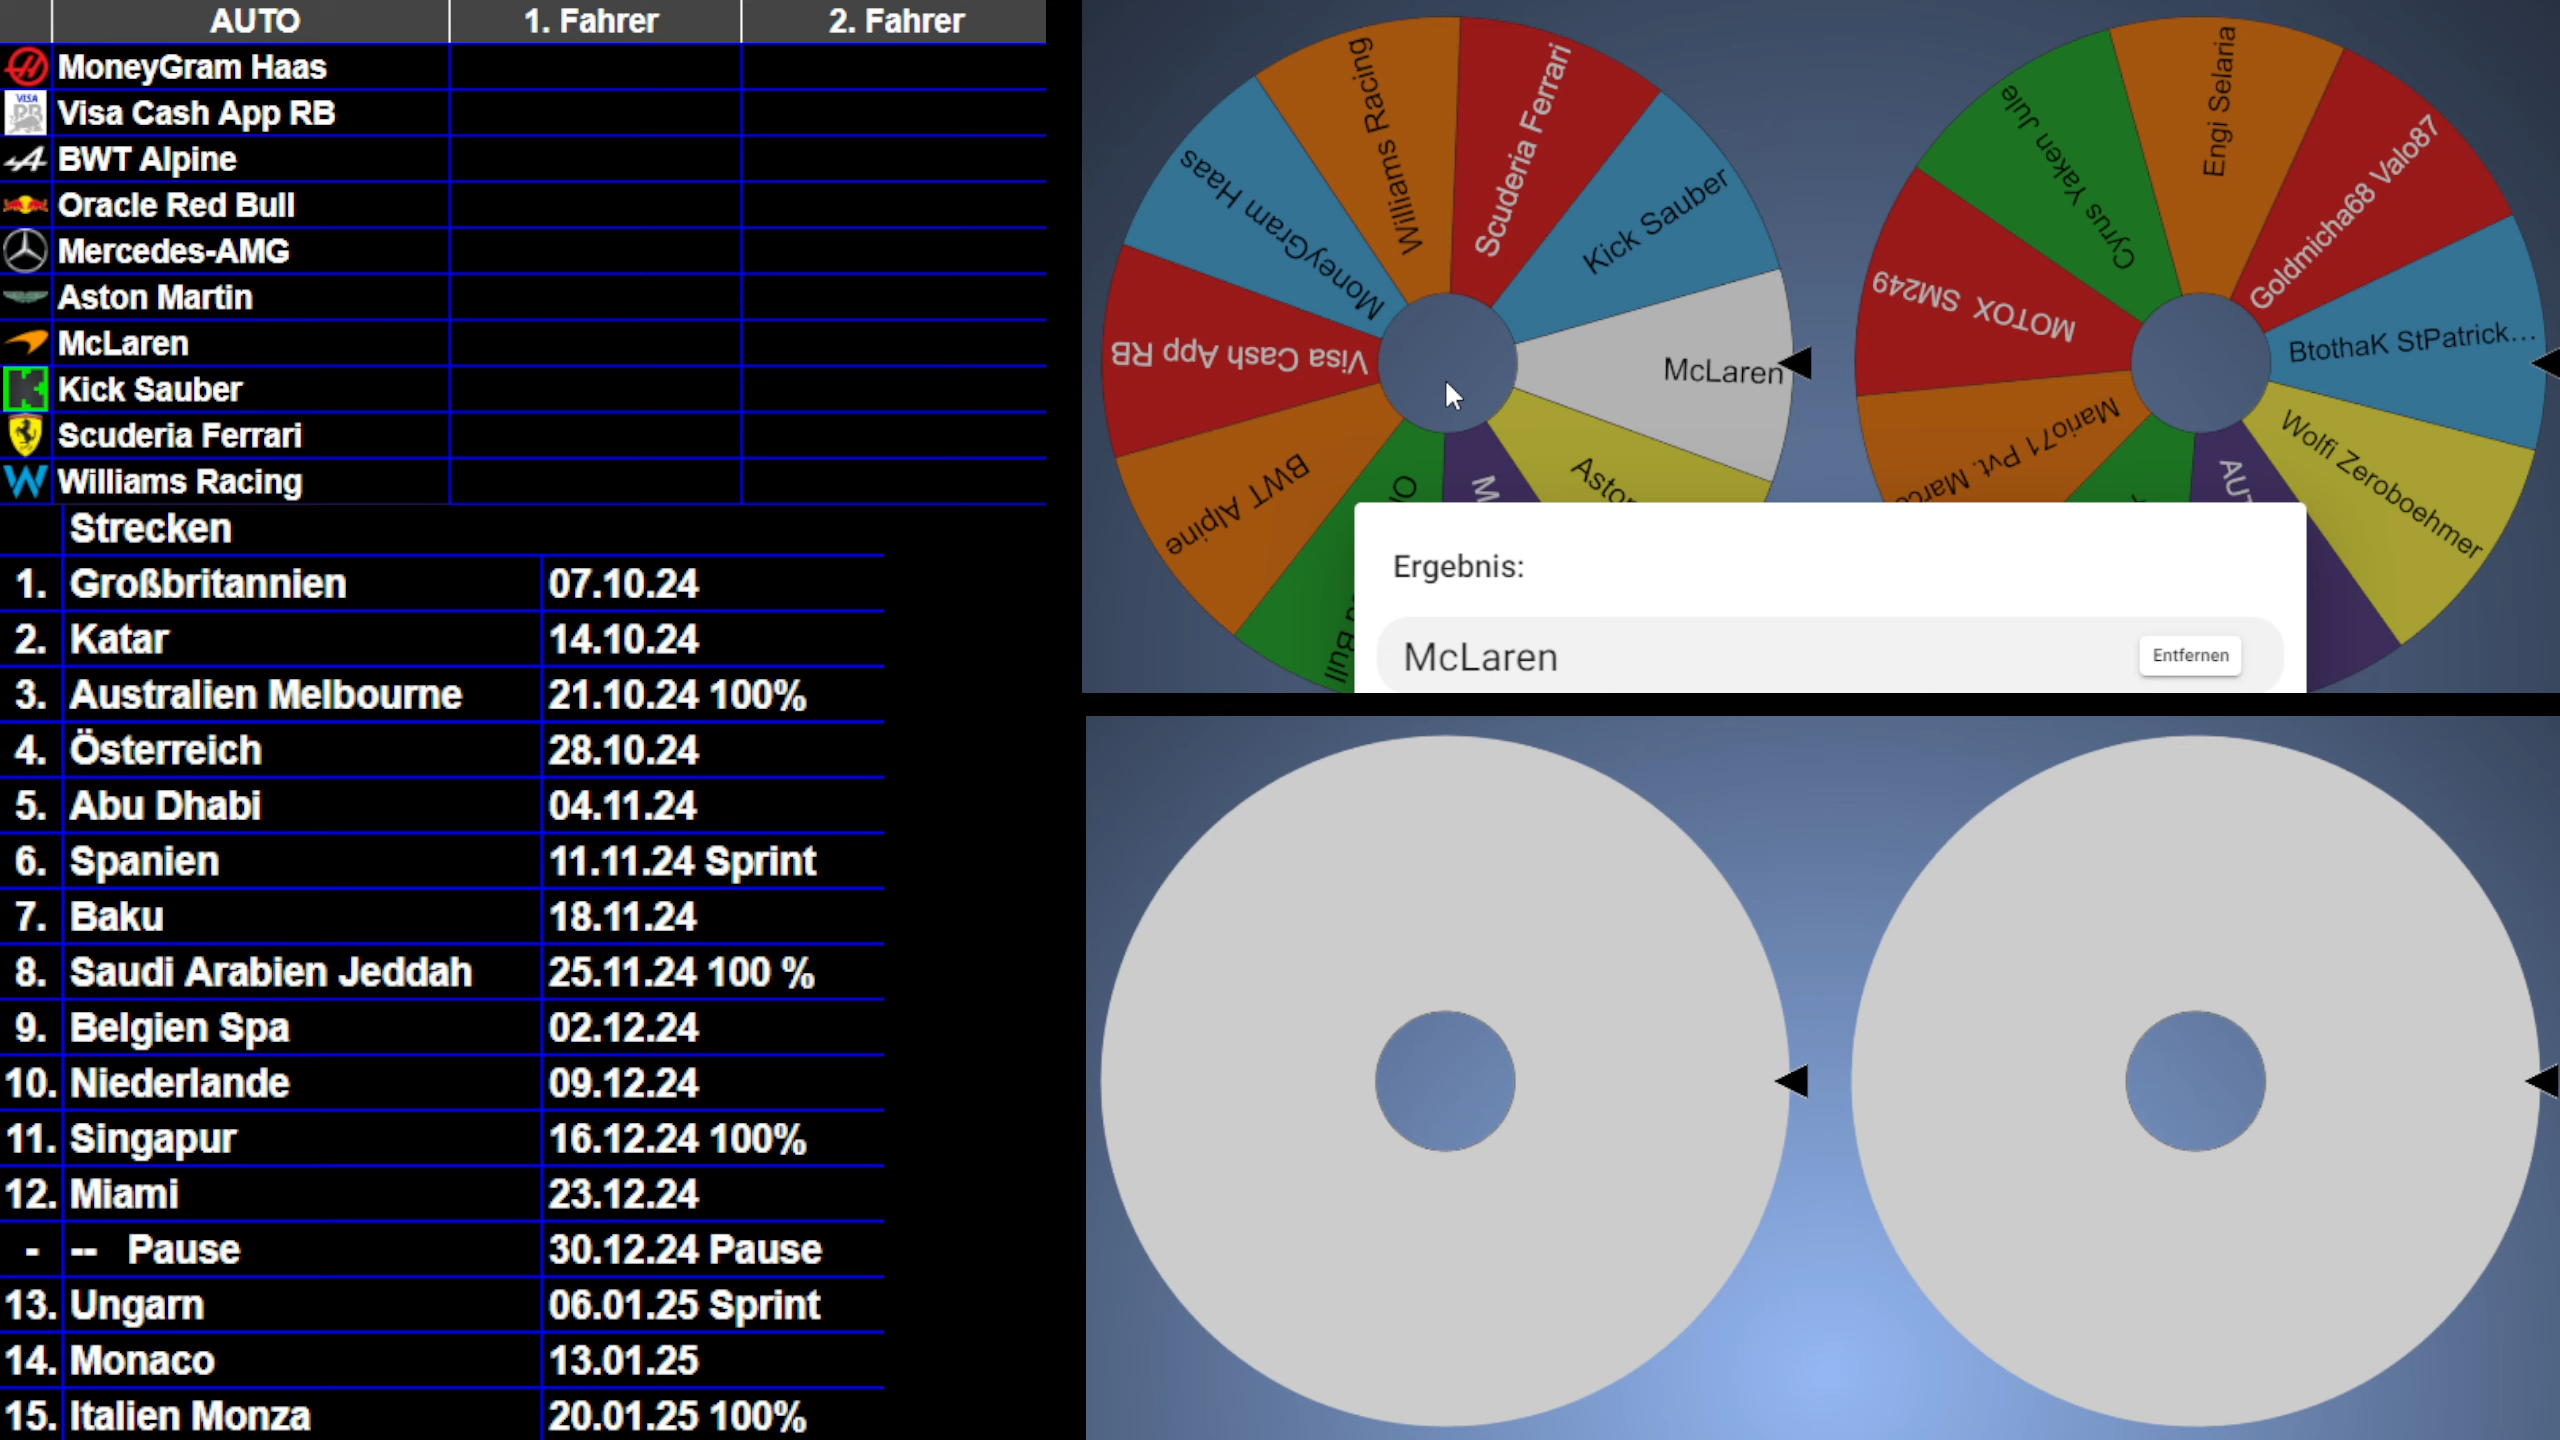 AUTO 1. Fahrer 2. Fahrer
MoneyGram Haas
VISA Visa Cash App RB
BWT Alpine
Oracle Red Bull
Mercedes-AMG
Aston Martin
McLaren
Kick Sauber
Scuderia Ferrari
Williams Racing
Strecken
1. Großbritannien 07.10.24
2. Katar 14.10.24
3. Australien Melbourne 21.10.24 100%
4. Österreich 28.10.24
5. Abu Dhabi 04.11.24
6. Spanien 11.11.24 Sprint
7. Baku 18.11.24
8. Saudi Arabien Jeddah 25.11.24 100 %
9. Belgien Spa 02.12.24
10. Niederlande 09.12.24
11. Singapur 16.12.24 100%
12. Miami 23.12.24
- -- Pause 30.12.24 Pause
13. Ungarn 06.01.25 Sprint
14. Monaco 13.01.25
15. Italien Monza 20.01.25 100%
Williams Racing
Scuderia Ferrari
Kick Sauber
McLaren
Aston
M
Bull
BWT Alpine
Visa Cash App RB
MoneyGram Haas
Engi Selaria
Goldmicha68 Valo87
BtothaK StPatrick...
Wolfi Zeroboehmer
AUT
Mario71 Pvt. Marco
MOTOX SM249
Cyrus Yaken Jule
Ergebnis:
McLaren
Entfernen